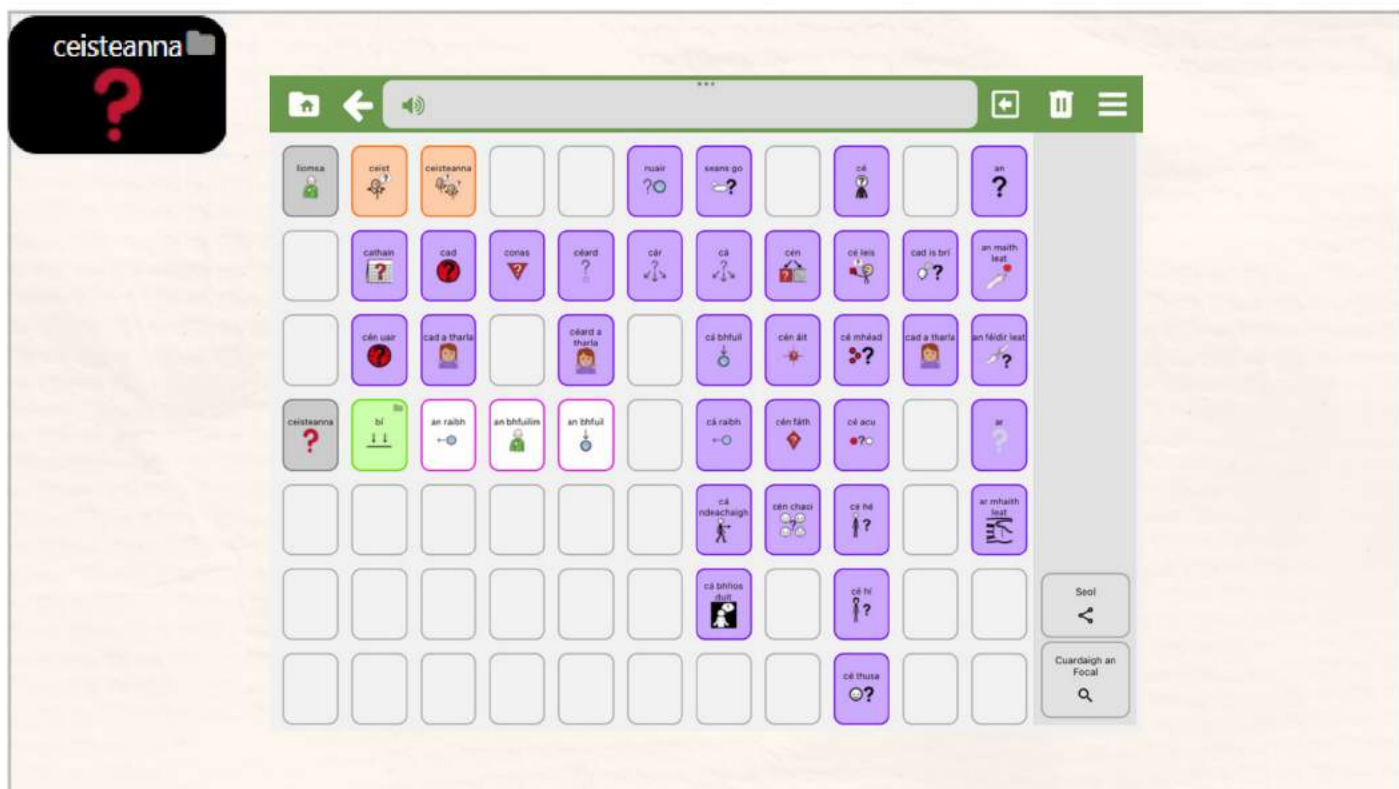 ceisteanna
liomsa ceist ceisteanna nuair seans go cé an
cathain cad conas céard cár cá cén cé leis cad is brí an maith leat
cén uair cad a tharla céard a tharla cá bhfuil cén áit cé mhéad cad a tharla an féidir leat
ceisteanna bí an raibh an bhfuilim an bhfuil cá raibh cén fáth cé acu ar
cá ndeachaigh cén chaoi cé hé ar mhaith leat
cá bhfios duit cé hí
Seol
Cuardaigh an Focal
cé thusa